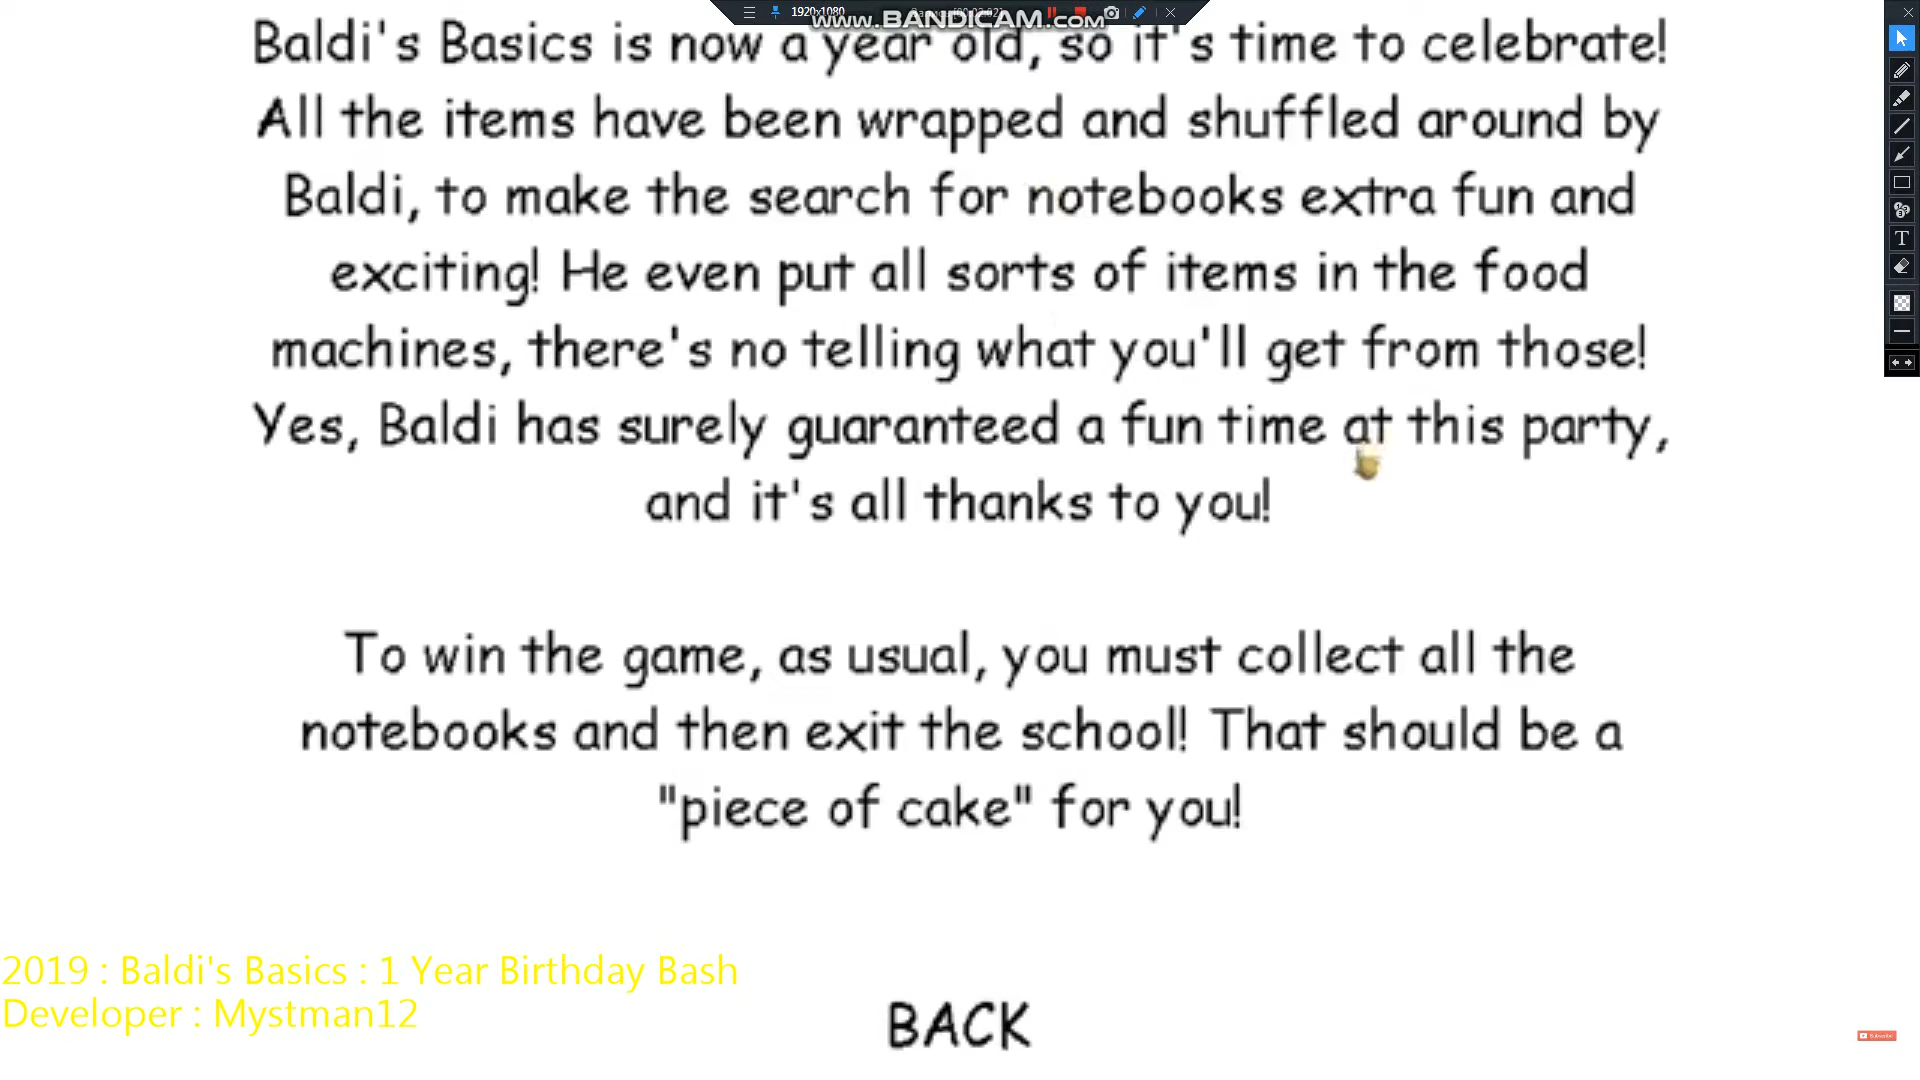 1920x1080
www.BANDICAM.com
Baldi's Basics is now a year old, so it's time to celebrate!
All the items have been wrapped and shuffled around by
Baldi, to make the search for notebooks extra fun and
exciting! He even put all sorts of items in the food
machines, there's no telling what you'll get from those!
Yes, Baldi has surely guaranteed a fun time at this party,
and it's all thanks to you!
To win the game, as usual, you must collect all the
notebooks and then exit the school! That should be a
"piece of cake" for you!
2019 : Baldi's Basics : 1 Year Birthday Bash
Developer : Mystman12
BACK
Subscribe